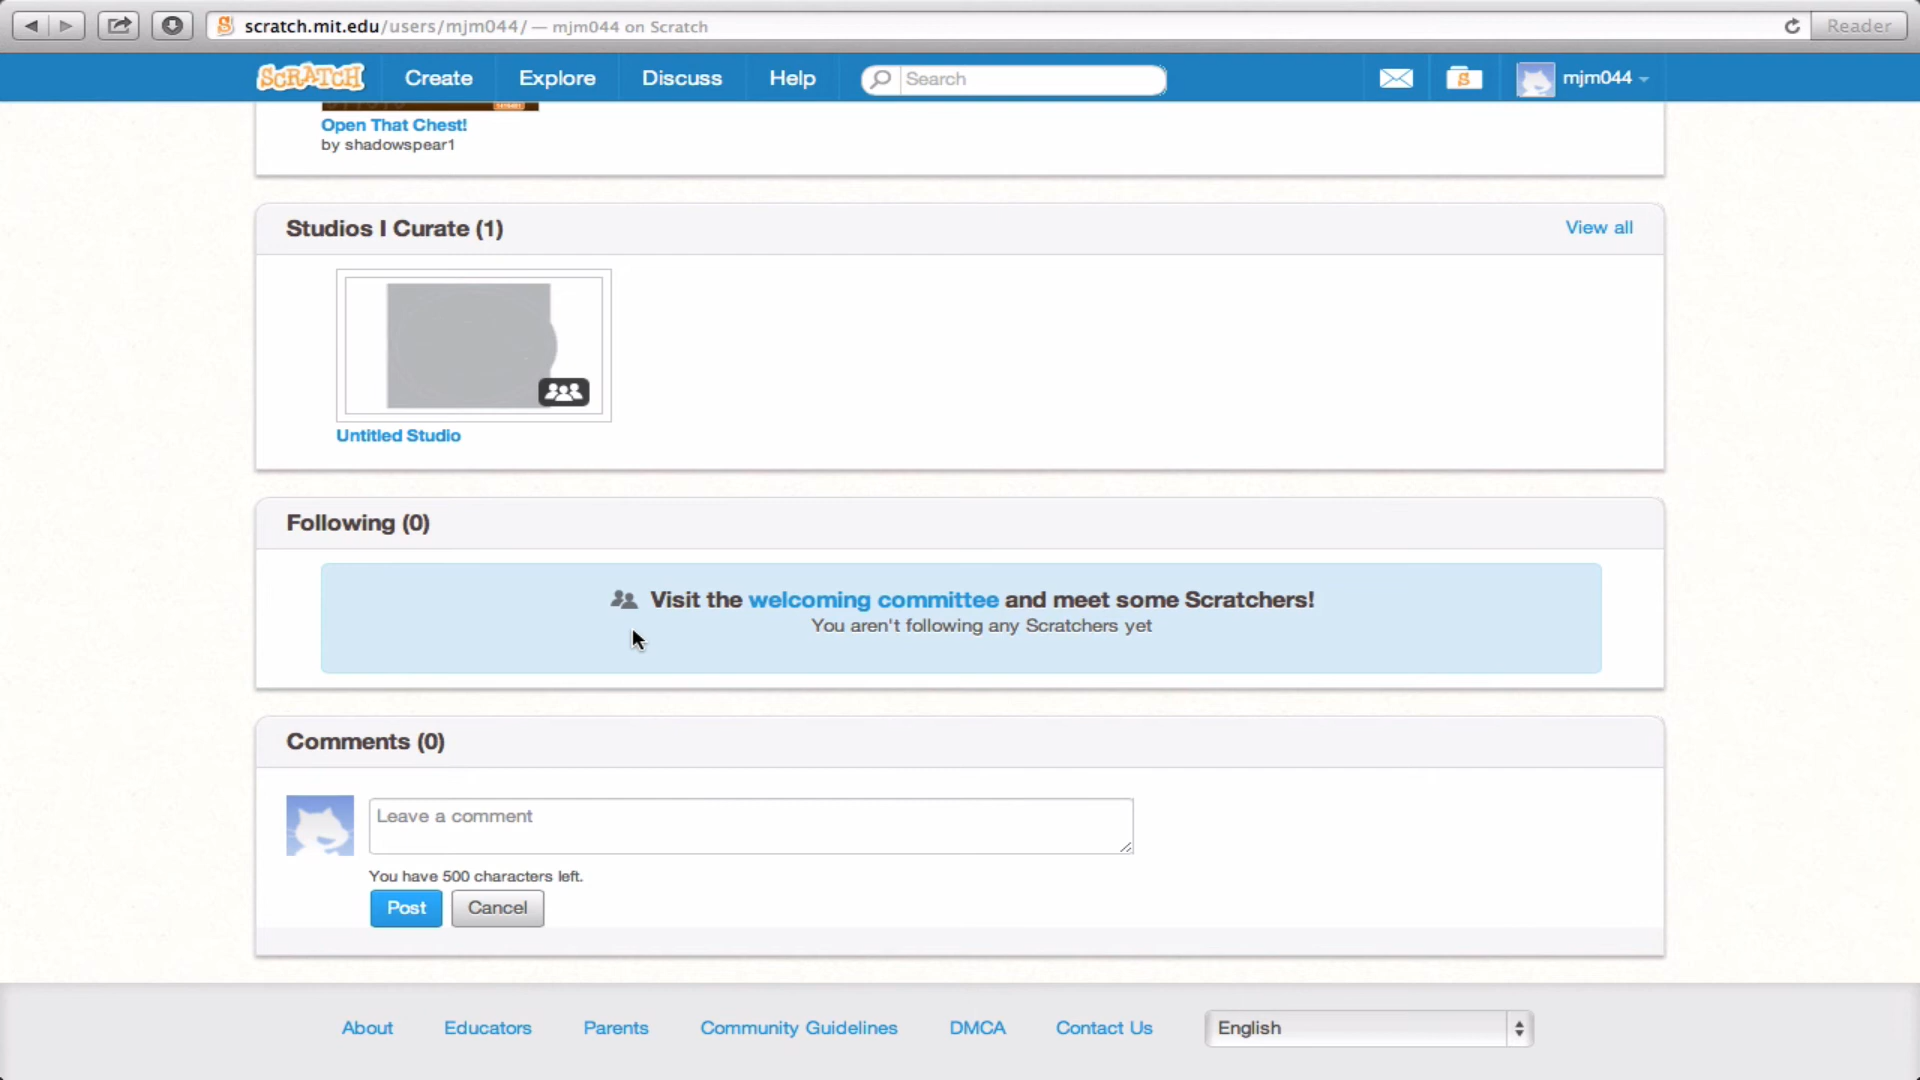 scratch.mit.edu/users/mjm044/ — mjm044 on Scratch
Reader
SCRATCH
Create
Explore
Discuss
Help
Search
mjm044
Open That Chest!
by shadowspear1
Studios I Curate (1)
View all
Untitled Studio
Following (0)
Visit the welcoming committee and meet some Scratchers!
You aren't following any Scratchers yet
Comments (0)
Leave a comment
You have 500 characters left.
Post
Cancel
About
Educators
Parents
Community Guidelines
DMCA
Contact Us
English